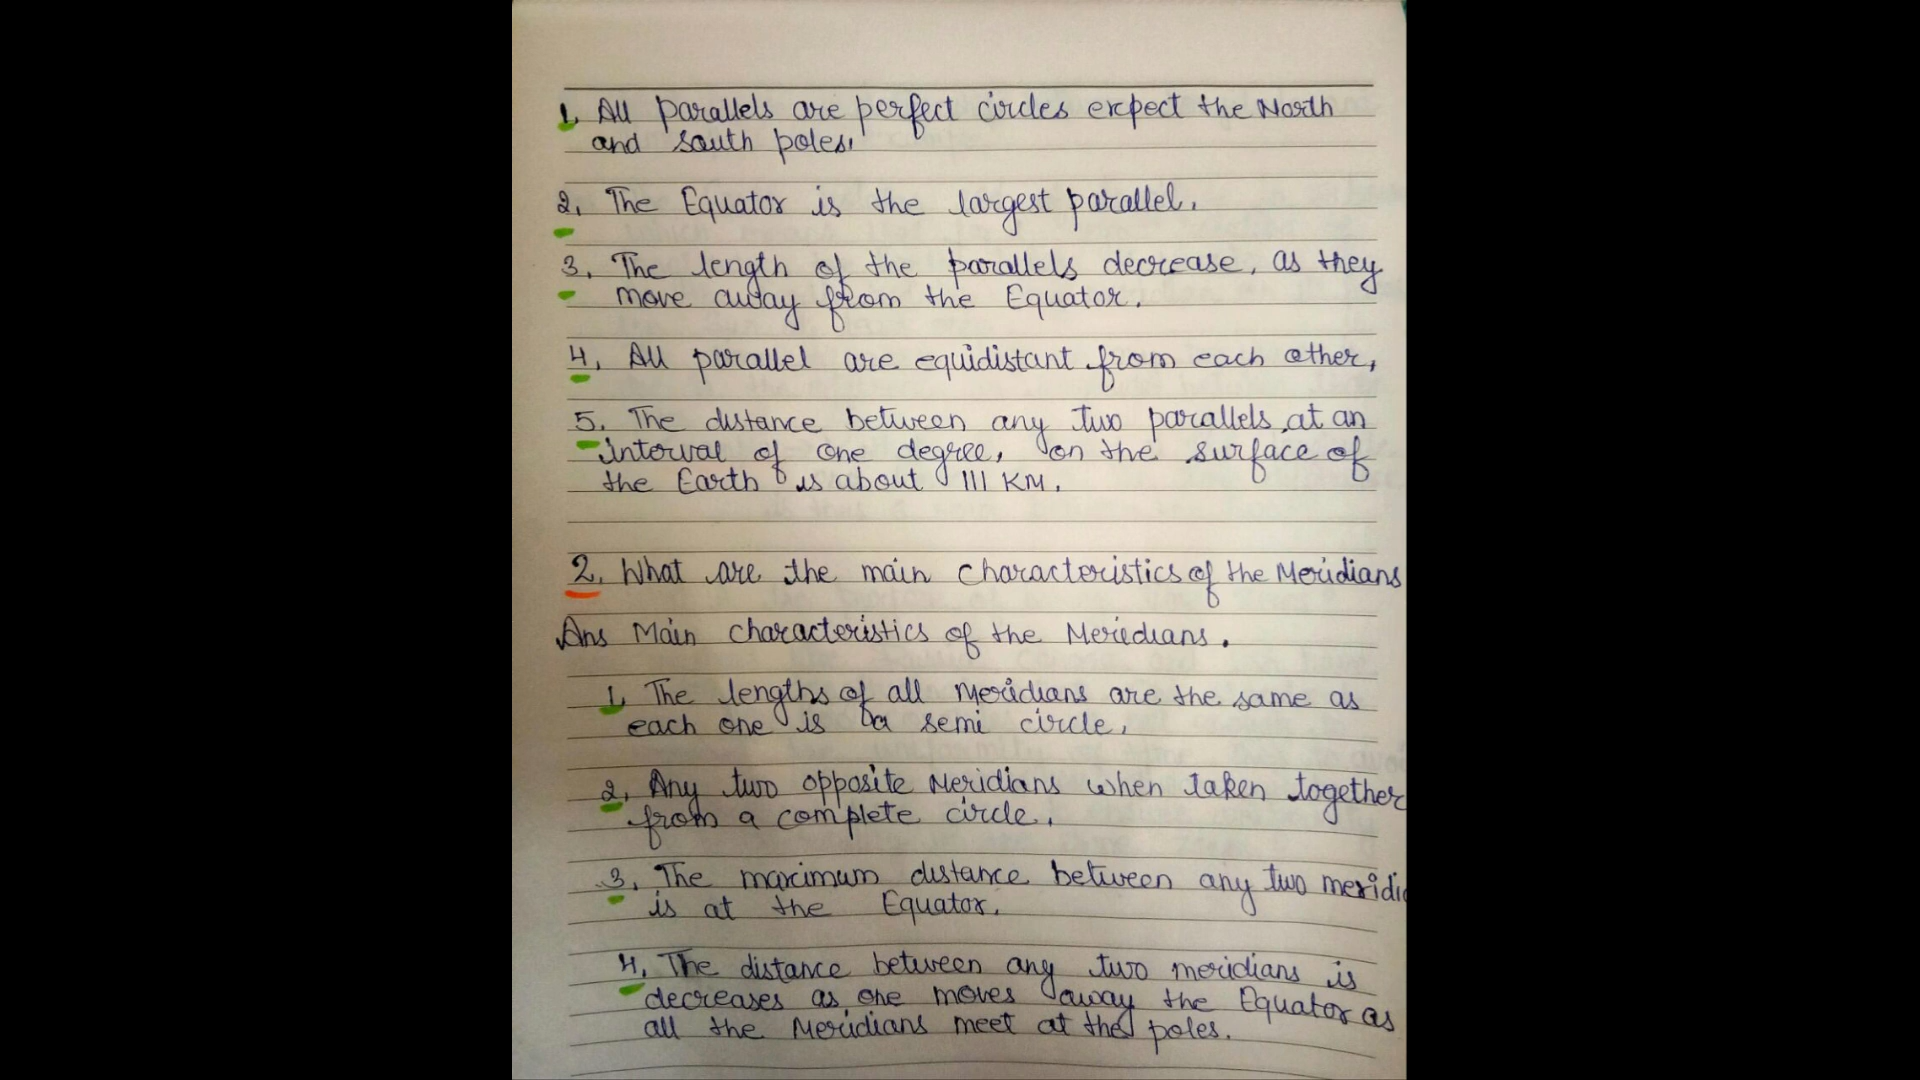 1. All parallels are perfect circles expect the North
and south poles.
2. The Equator is the largest parallel.
3. The length of the parallels decrease, as they
move away from the Equator.
4. All parallel are equidistant from each other,
5. The distance between any two parallels, at an
interval of one degree, on the surface of
the Earth is about 111 KM.
2. What are the main characteristics of the Meridians
Ans Main characteristics of the Meriedians.
1. The lengths of all Meridians are the same as
each one is a semi circle.
2. Any two opposite Meridians when taken together
from a complete circle.
3. The maximum distance between any two meridi
is at the Equator.
4. The distance between any two meridians is
decreases as one moves away the Equator as
all the Meridians meet at the poles.